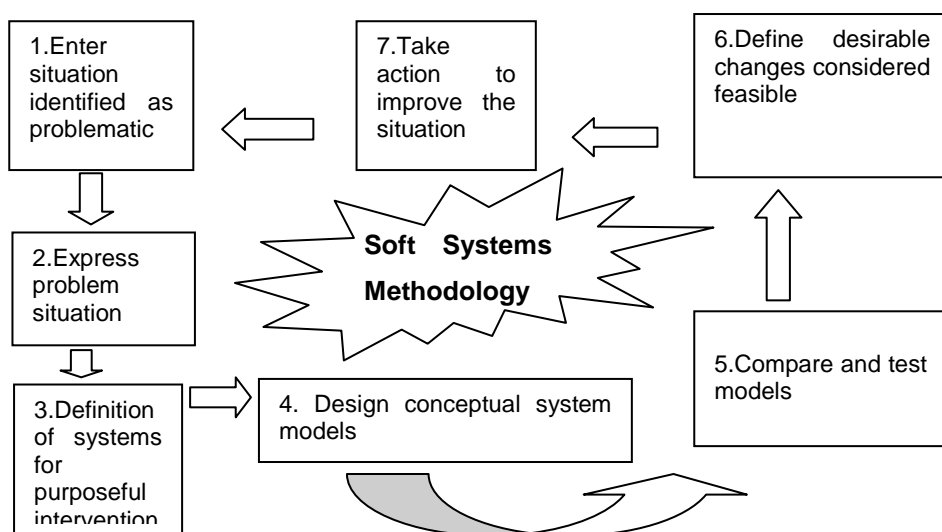 1.Enter
situation
identified as
problematic
2.Express
problem
situation
3.Definition
of systems
for
purposeful
intervention
4. Design conceptual system
models
5.Compare and test
models
6.Define desirable
changes considered
feasible
7.Take
action to
improve the
situation
Soft Systems
Methodology